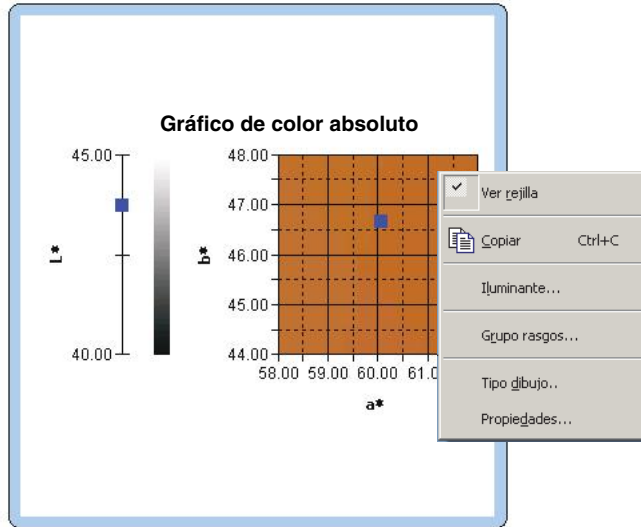 Gráfico de color absoluto
45.00
L*
40.00
48.00
47.00
b*
46.00
45.00
44.00
58.00 59.00 60.00 61.0
a*
Ver rejilla
Copiar Ctrl+C
Iluminante...
Grupo rasgos...
Tipo dibujo..
Propiedades...